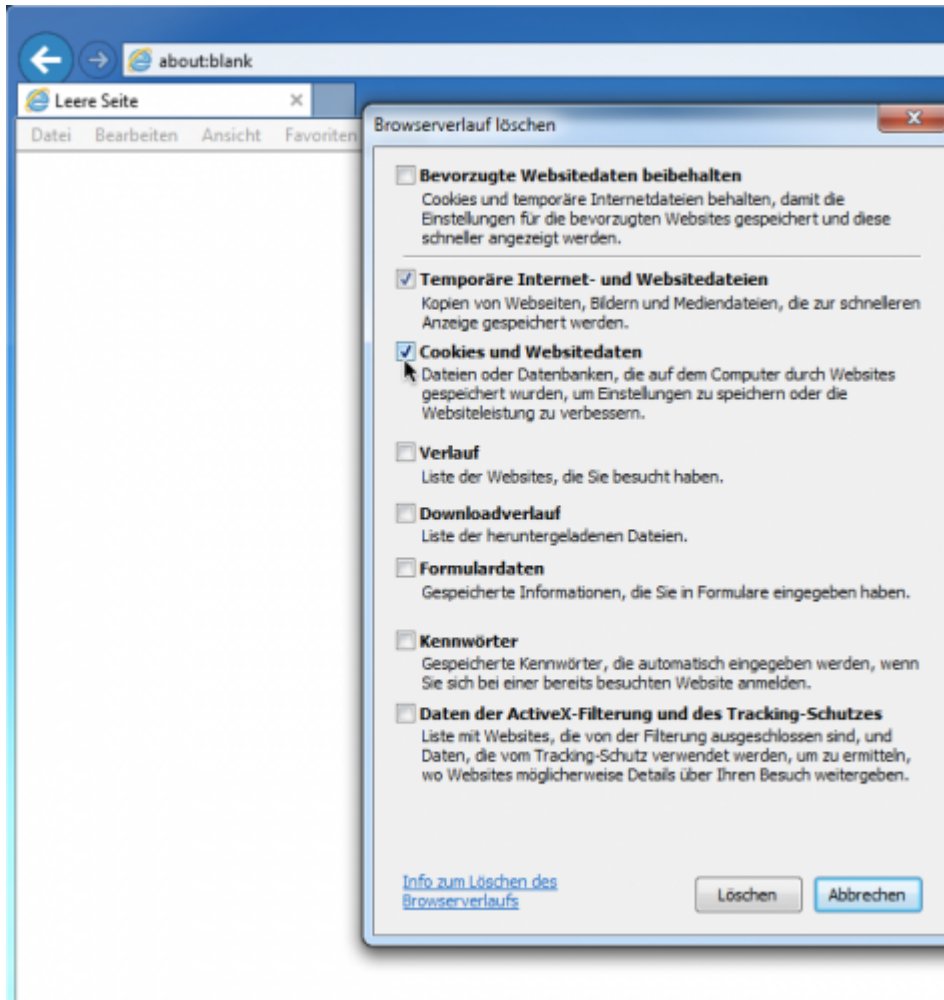 about:blank
Leere Seite
Datei Bearbeiten Ansicht Favoriten
Browserverlauf löschen
Bevorzugte Websitedaten beibehalten
Cookies und temporäre Internetdateien behalten, damit die
Einstellungen für die bevorzugten Websites gespeichert und diese
schneller angezeigt werden.
Temporäre Internet- und Websitedateien
Kopien von Webseiten, Bildern und Mediendateien, die zur schnelleren
Anzeige gespeichert werden.
Cookies und Websitedaten
Dateien oder Datenbanken, die auf dem Computer durch Websites
gespeichert wurden, um Einstellungen zu speichern oder die
Websiteleistung zu verbessern.
Verlauf
Liste der Websites, die Sie besucht haben.
Downloadverlauf
Liste der heruntergeladenen Dateien.
Formulardaten
Gespeicherte Informationen, die Sie in Formulare eingegeben haben.
Kennwörter
Gespeicherte Kennwörter, die automatisch eingegeben werden, wenn
Sie sich bei einer bereits besuchten Website anmelden.
Daten der ActiveX-Filterung und des Tracking-Schutzes
Liste mit Websites, die von der Filterung ausgeschlossen sind, und
Daten, die vom Tracking-Schutz verwendet werden, um zu ermitteln,
wo Websites möglicherweise Details über Ihren Besuch weitergeben.
Info zum Löschen des
Browserverlaufs
Löschen Abbrechen